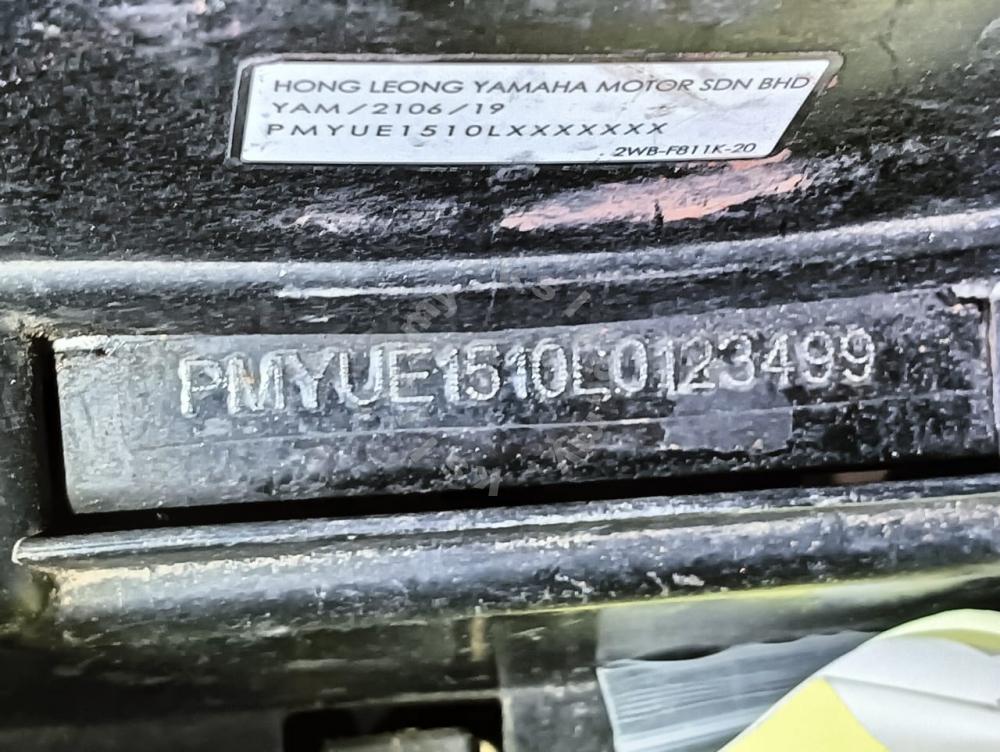 HONG LEONG YAMAHA MOTOR SDN BHD
YAM/2106/19
PMYUE1510LXXXXXXX
2WB-F811K-20
PMYUE1510L0123499